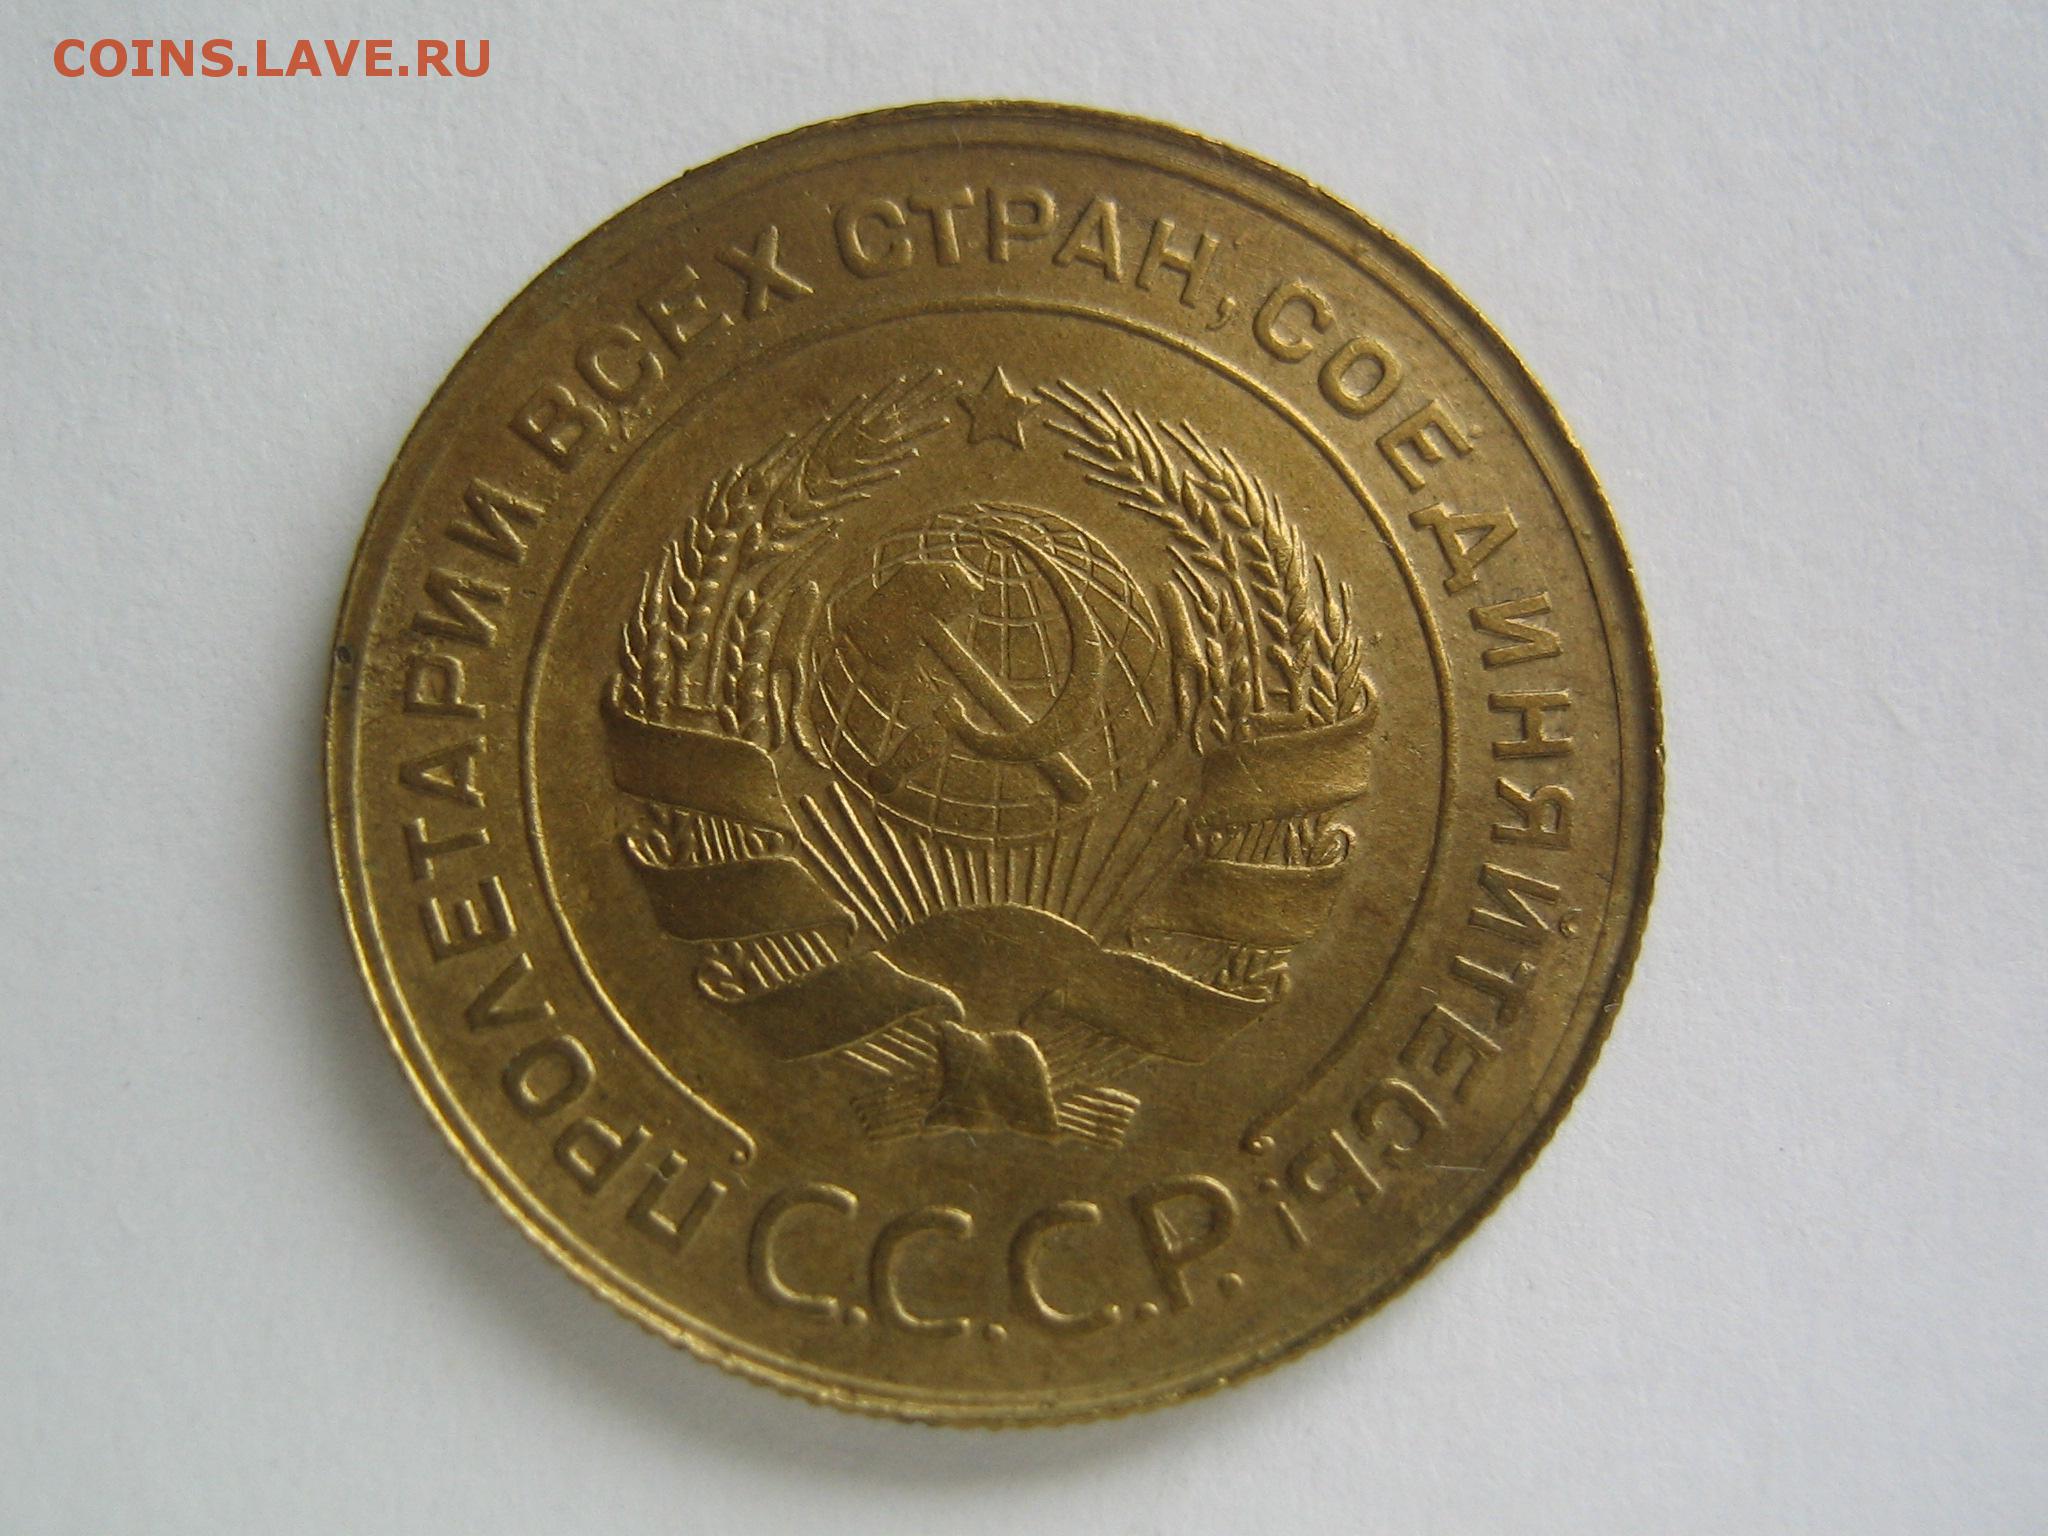 COINS.LAVE.RU
ПРОЛЕТАРИИ ВСЕХ СТРАН, СОЕДИНЯЙТЕСЬ!
С.С.С.Р.